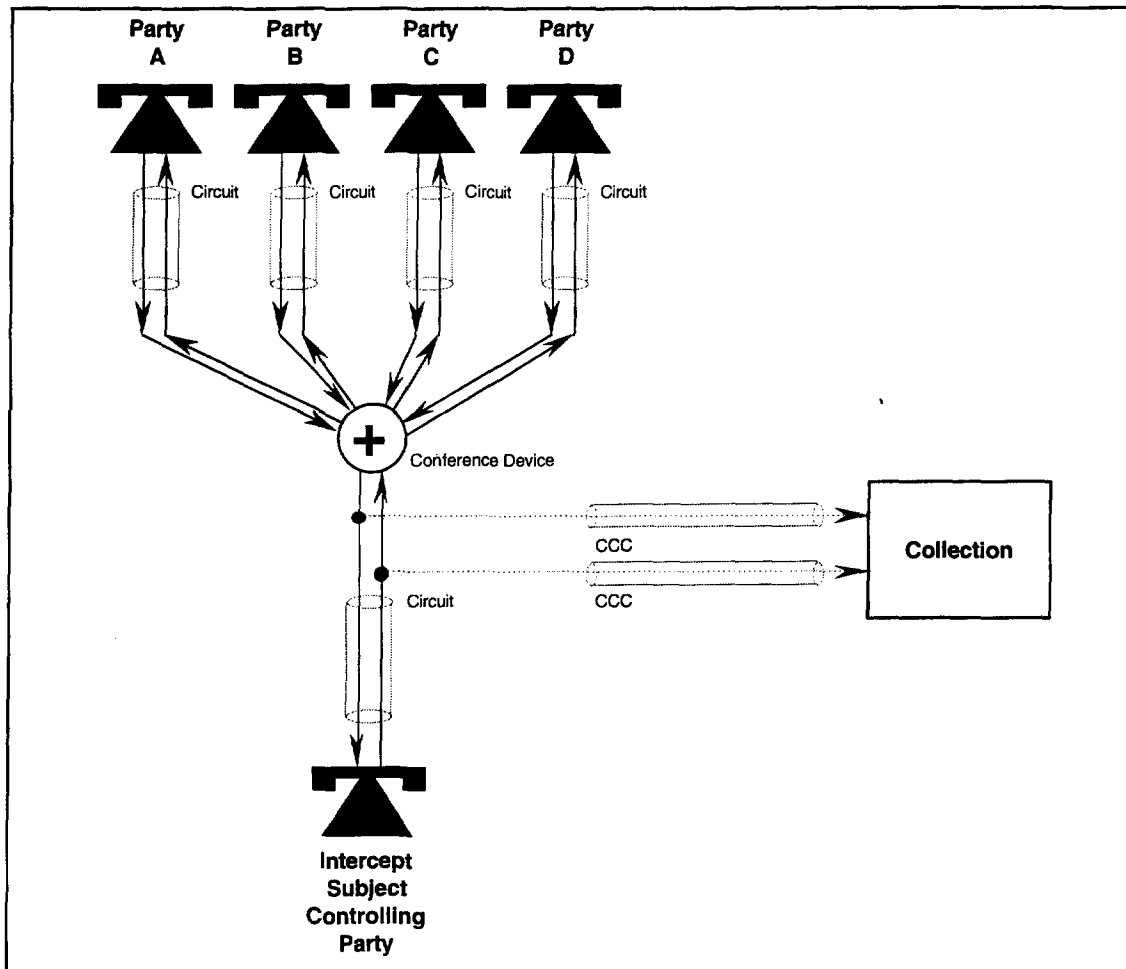 Party
A
Party
B
Party
C
Party
D
Circuit
Circuit
Circuit
Circuit
+
Conference Device
CCC
Collection
CCC
Circuit
Intercept
Subject
Controlling
Party